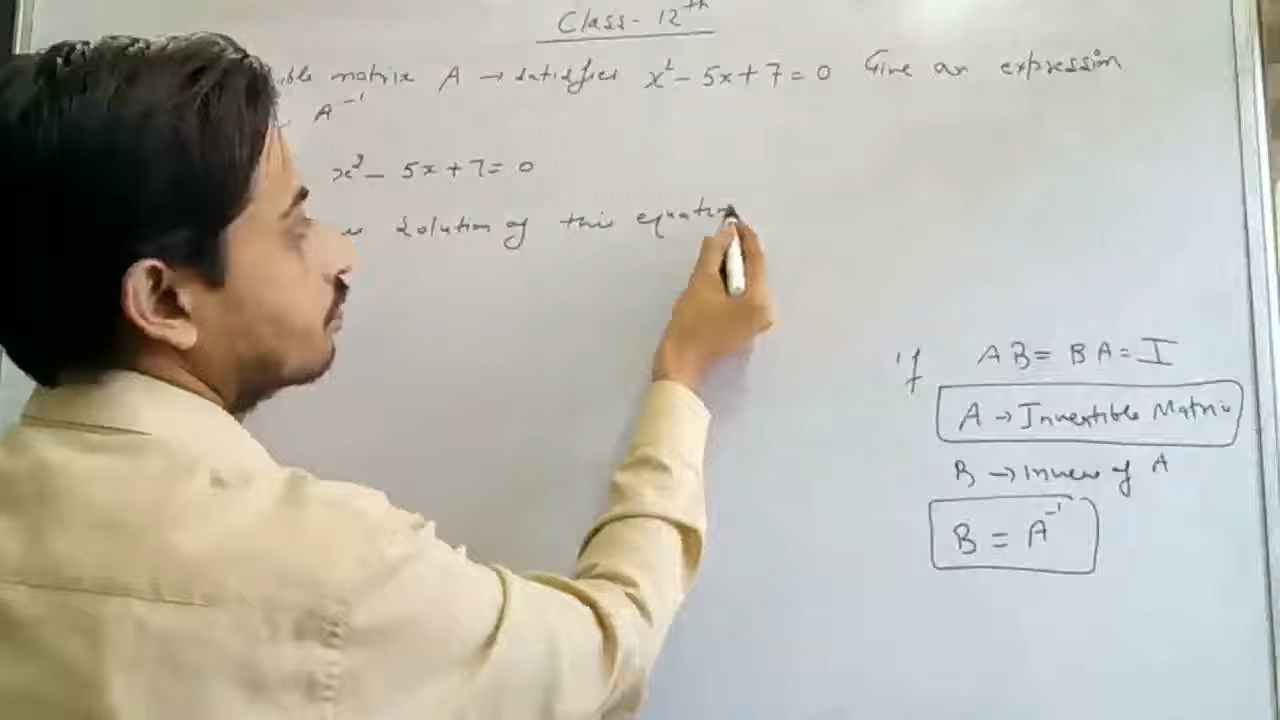 Class- 12th
matrix A → satisfies x² - 5x + 7 = 0 Give an expression
A⁻¹
x² - 5x + 7 = 0
is solution of this equation
if AB = BA = I
A → Invertible Matrix
B → Inverse of A
B = A⁻¹